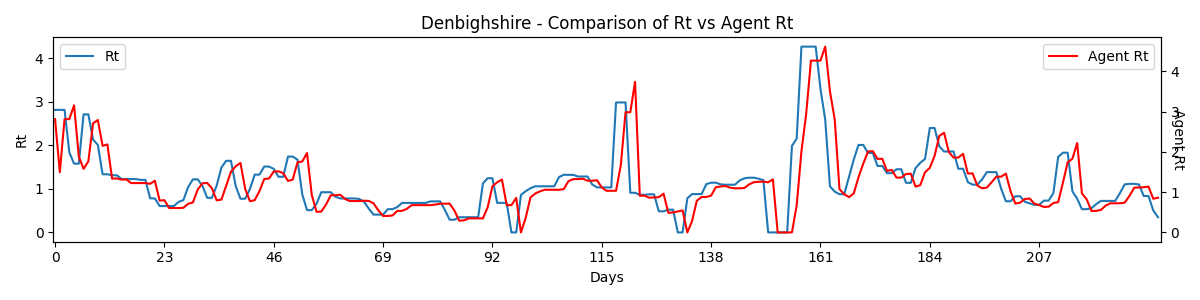 Denbighshire - Comparison of Rt vs Agent Rt
Rt
Agent Rt
4
3
2
1
0
Rt
4
3
2
1
0
Agent Rt
0 23 46 69 92 115 138 161 184 207
Days